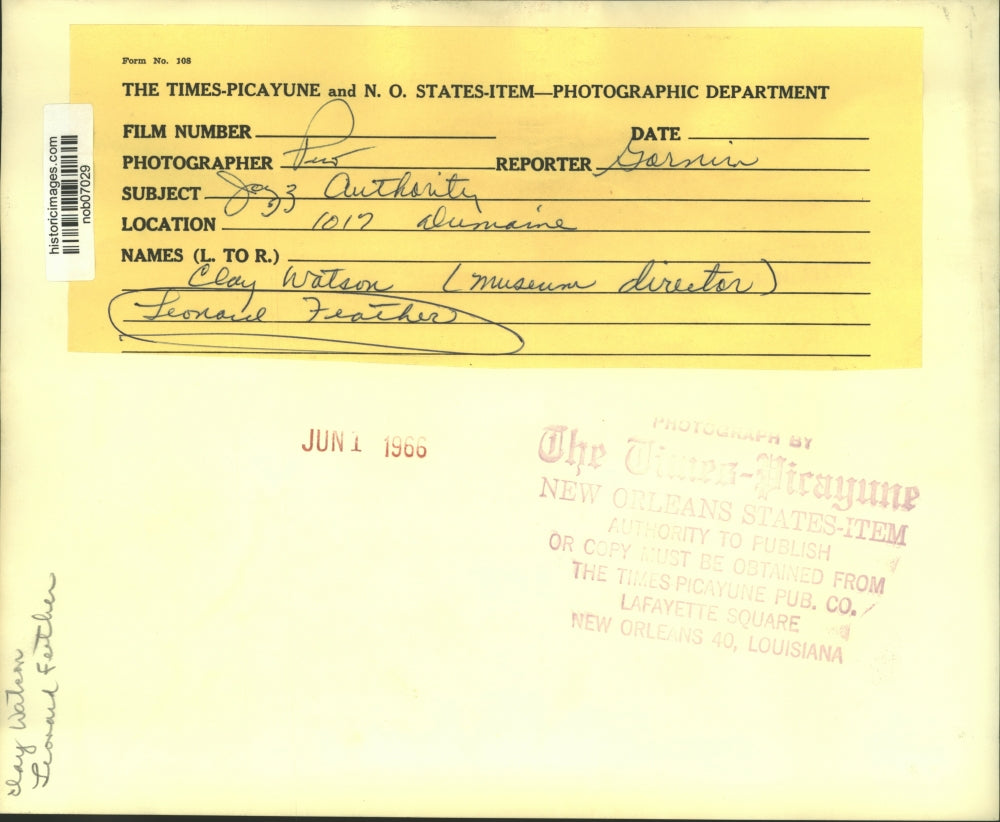 Form No. 108
THE TIMES-PICAYUNE and N. O. STATES-ITEM—PHOTOGRAPHIC DEPARTMENT
FILM NUMBER
DATE
PHOTOGRAPHER
REPORTER
SUBJECT Jazz Authority
LOCATION 1017 Dumaine
NAMES (L. TO R.)
Clay Watson (museum director)
Leonard Feather
historicimages.com
nob07029
JUN 1 1966
PHOTOGRAPH BY
The Times-Picayune
NEW ORLEANS STATES-ITEM
AUTHORITY TO PUBLISH
OR COPY MUST BE OBTAINED FROM
THE TIMES PICAYUNE PUB. CO.
LAFAYETTE SQUARE
NEW ORLEANS 40, LOUISIANA
Clay Watson
Leonard Feather